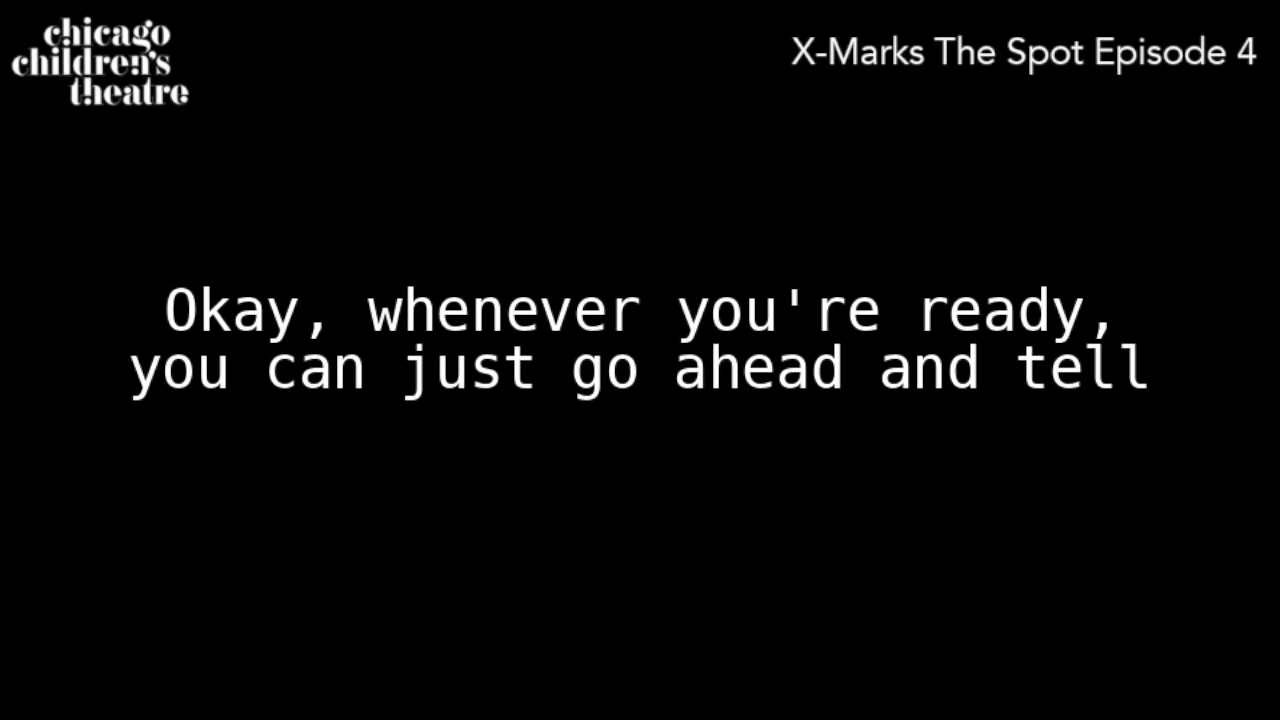 chicago
children's
theatre
X-Marks The Spot Episode 4
Okay, whenever you're ready,
you can just go ahead and tell